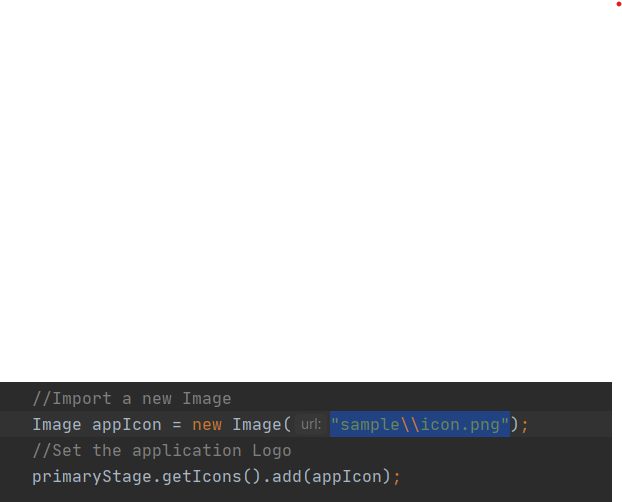 //Import a new Image
Image appIcon = new Image( url: "sample\\icon.png");
//Set the application Logo
primaryStage.getIcons().add(appIcon);